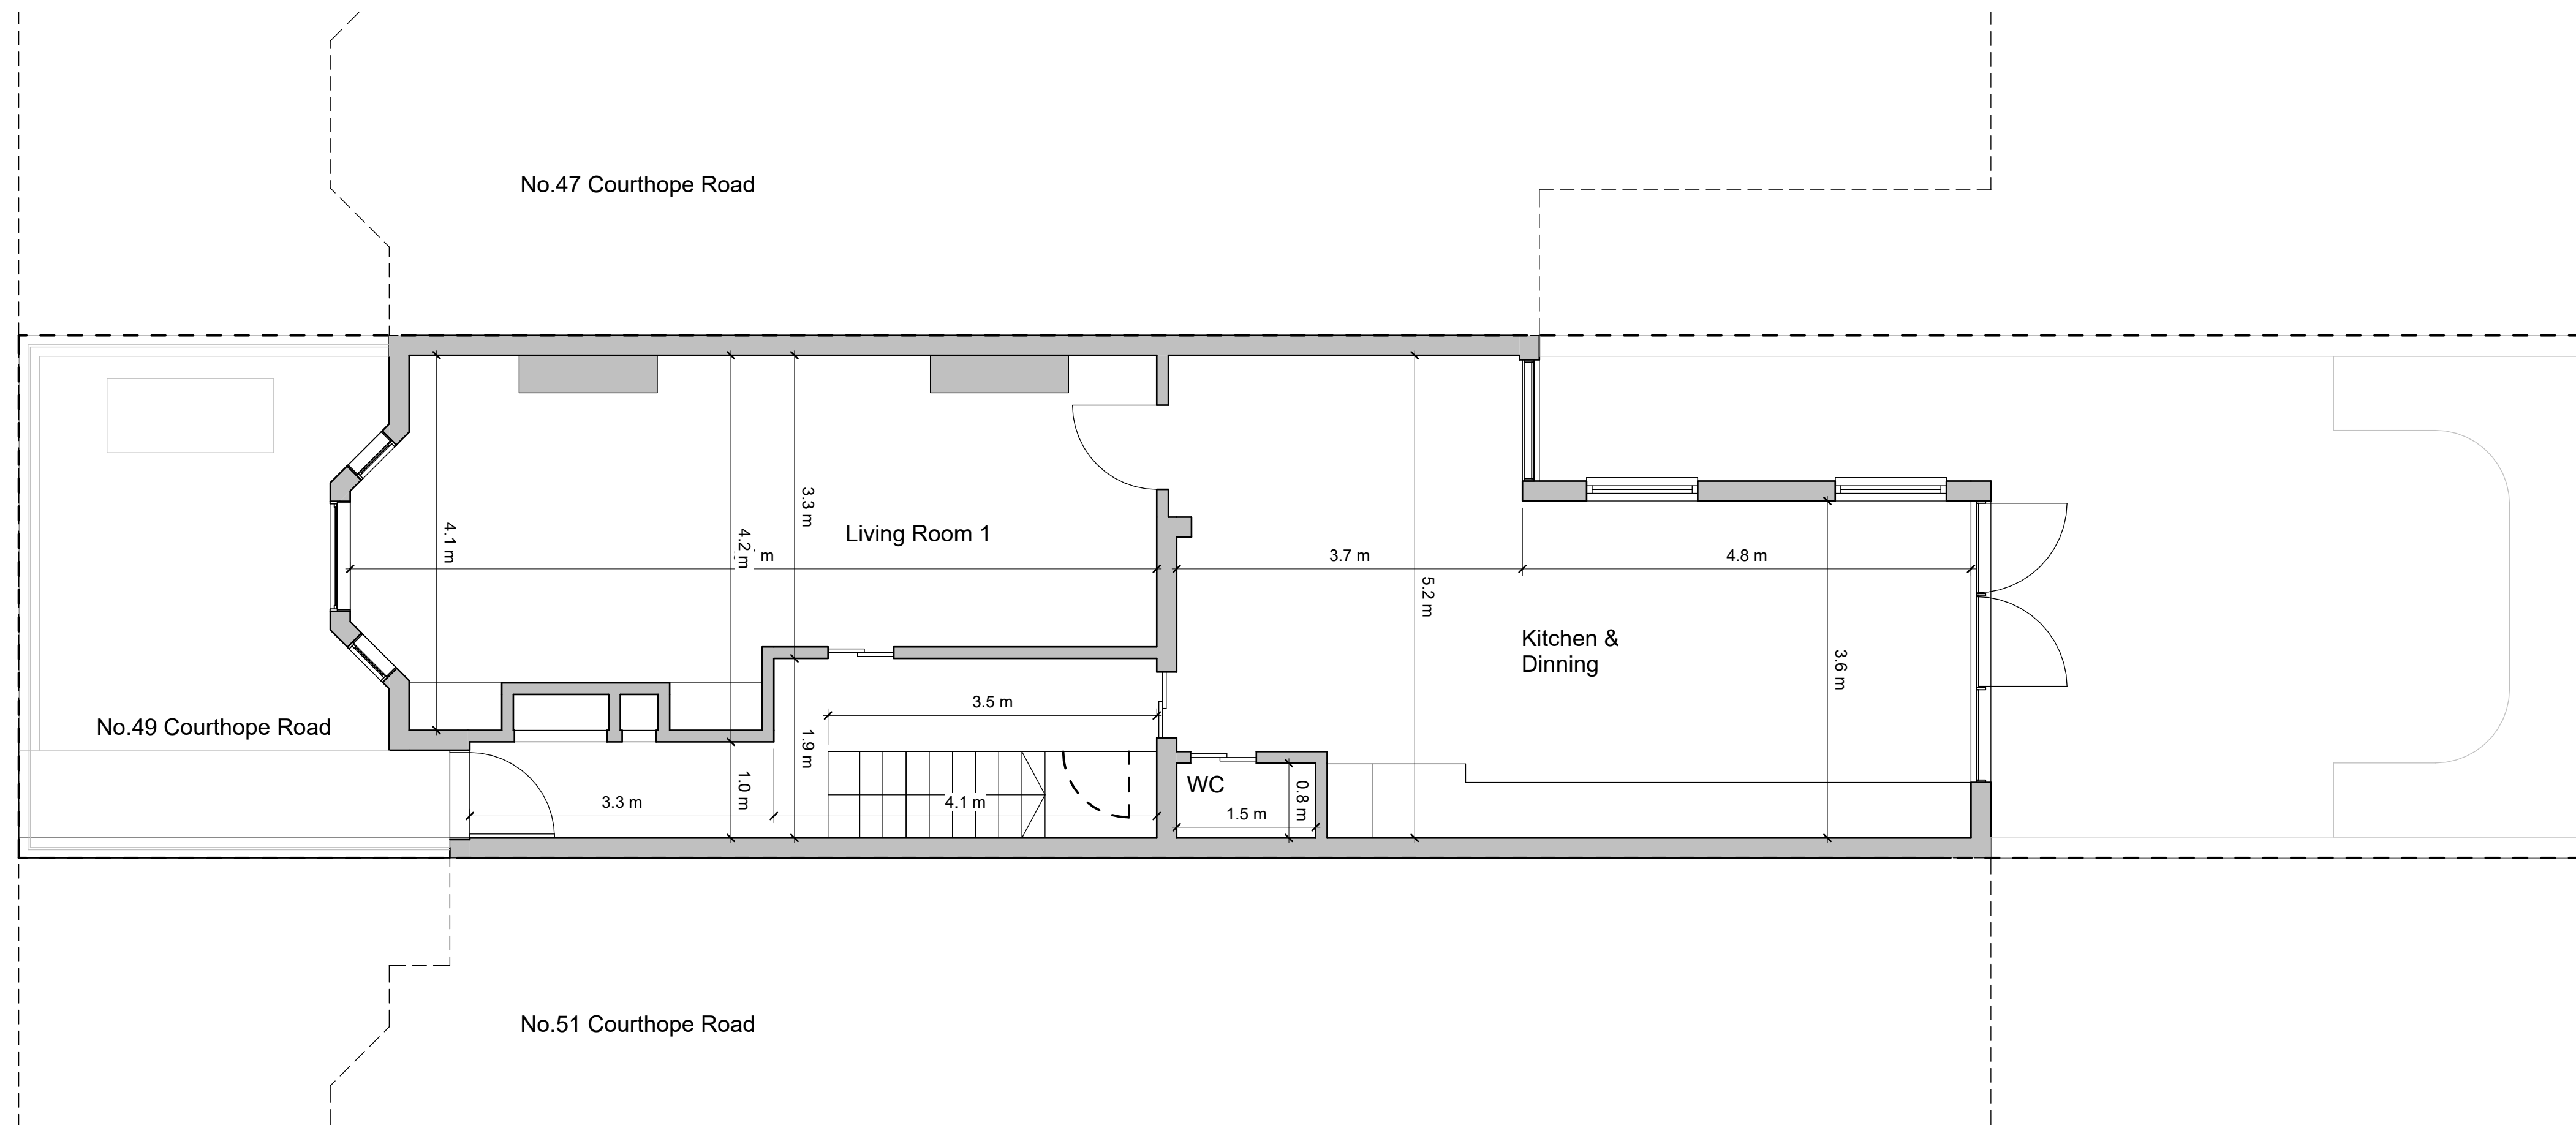 No.47 Courthope Road
3.3 m
4.1 m
4.2 m
m
Living Room 1
3.7 m
4.8 m
5.2 m
Kitchen &
Dinning
3.6 m
No.49 Courthope Road
3.5 m
1.9 m
1.0 m
3.3 m
4.1 m
WC
0.8 m
1.5 m
No.51 Courthope Road